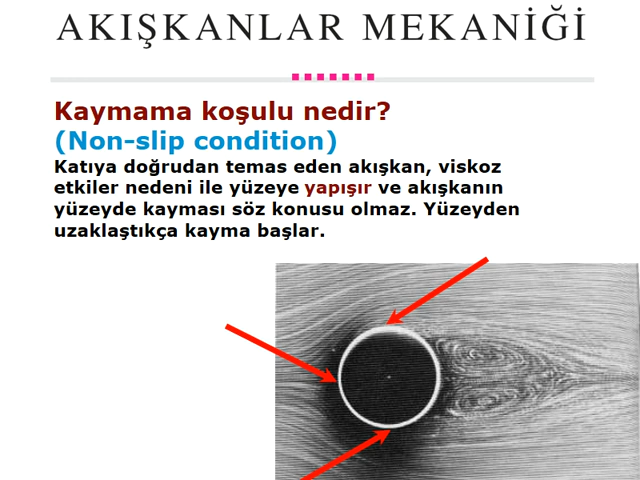 AKIŞKANLAR MEKANİĞİ
Kaymama koşulu nedir?
(Non-slip condition)
Katıya doğrudan temas eden akışkan, viskoz
etkiler nedeni ile yüzeye yapışır ve akışkanın
yüzeyde kayması söz konusu olmaz. Yüzeyden
uzaklaştıkça kayma başlar.